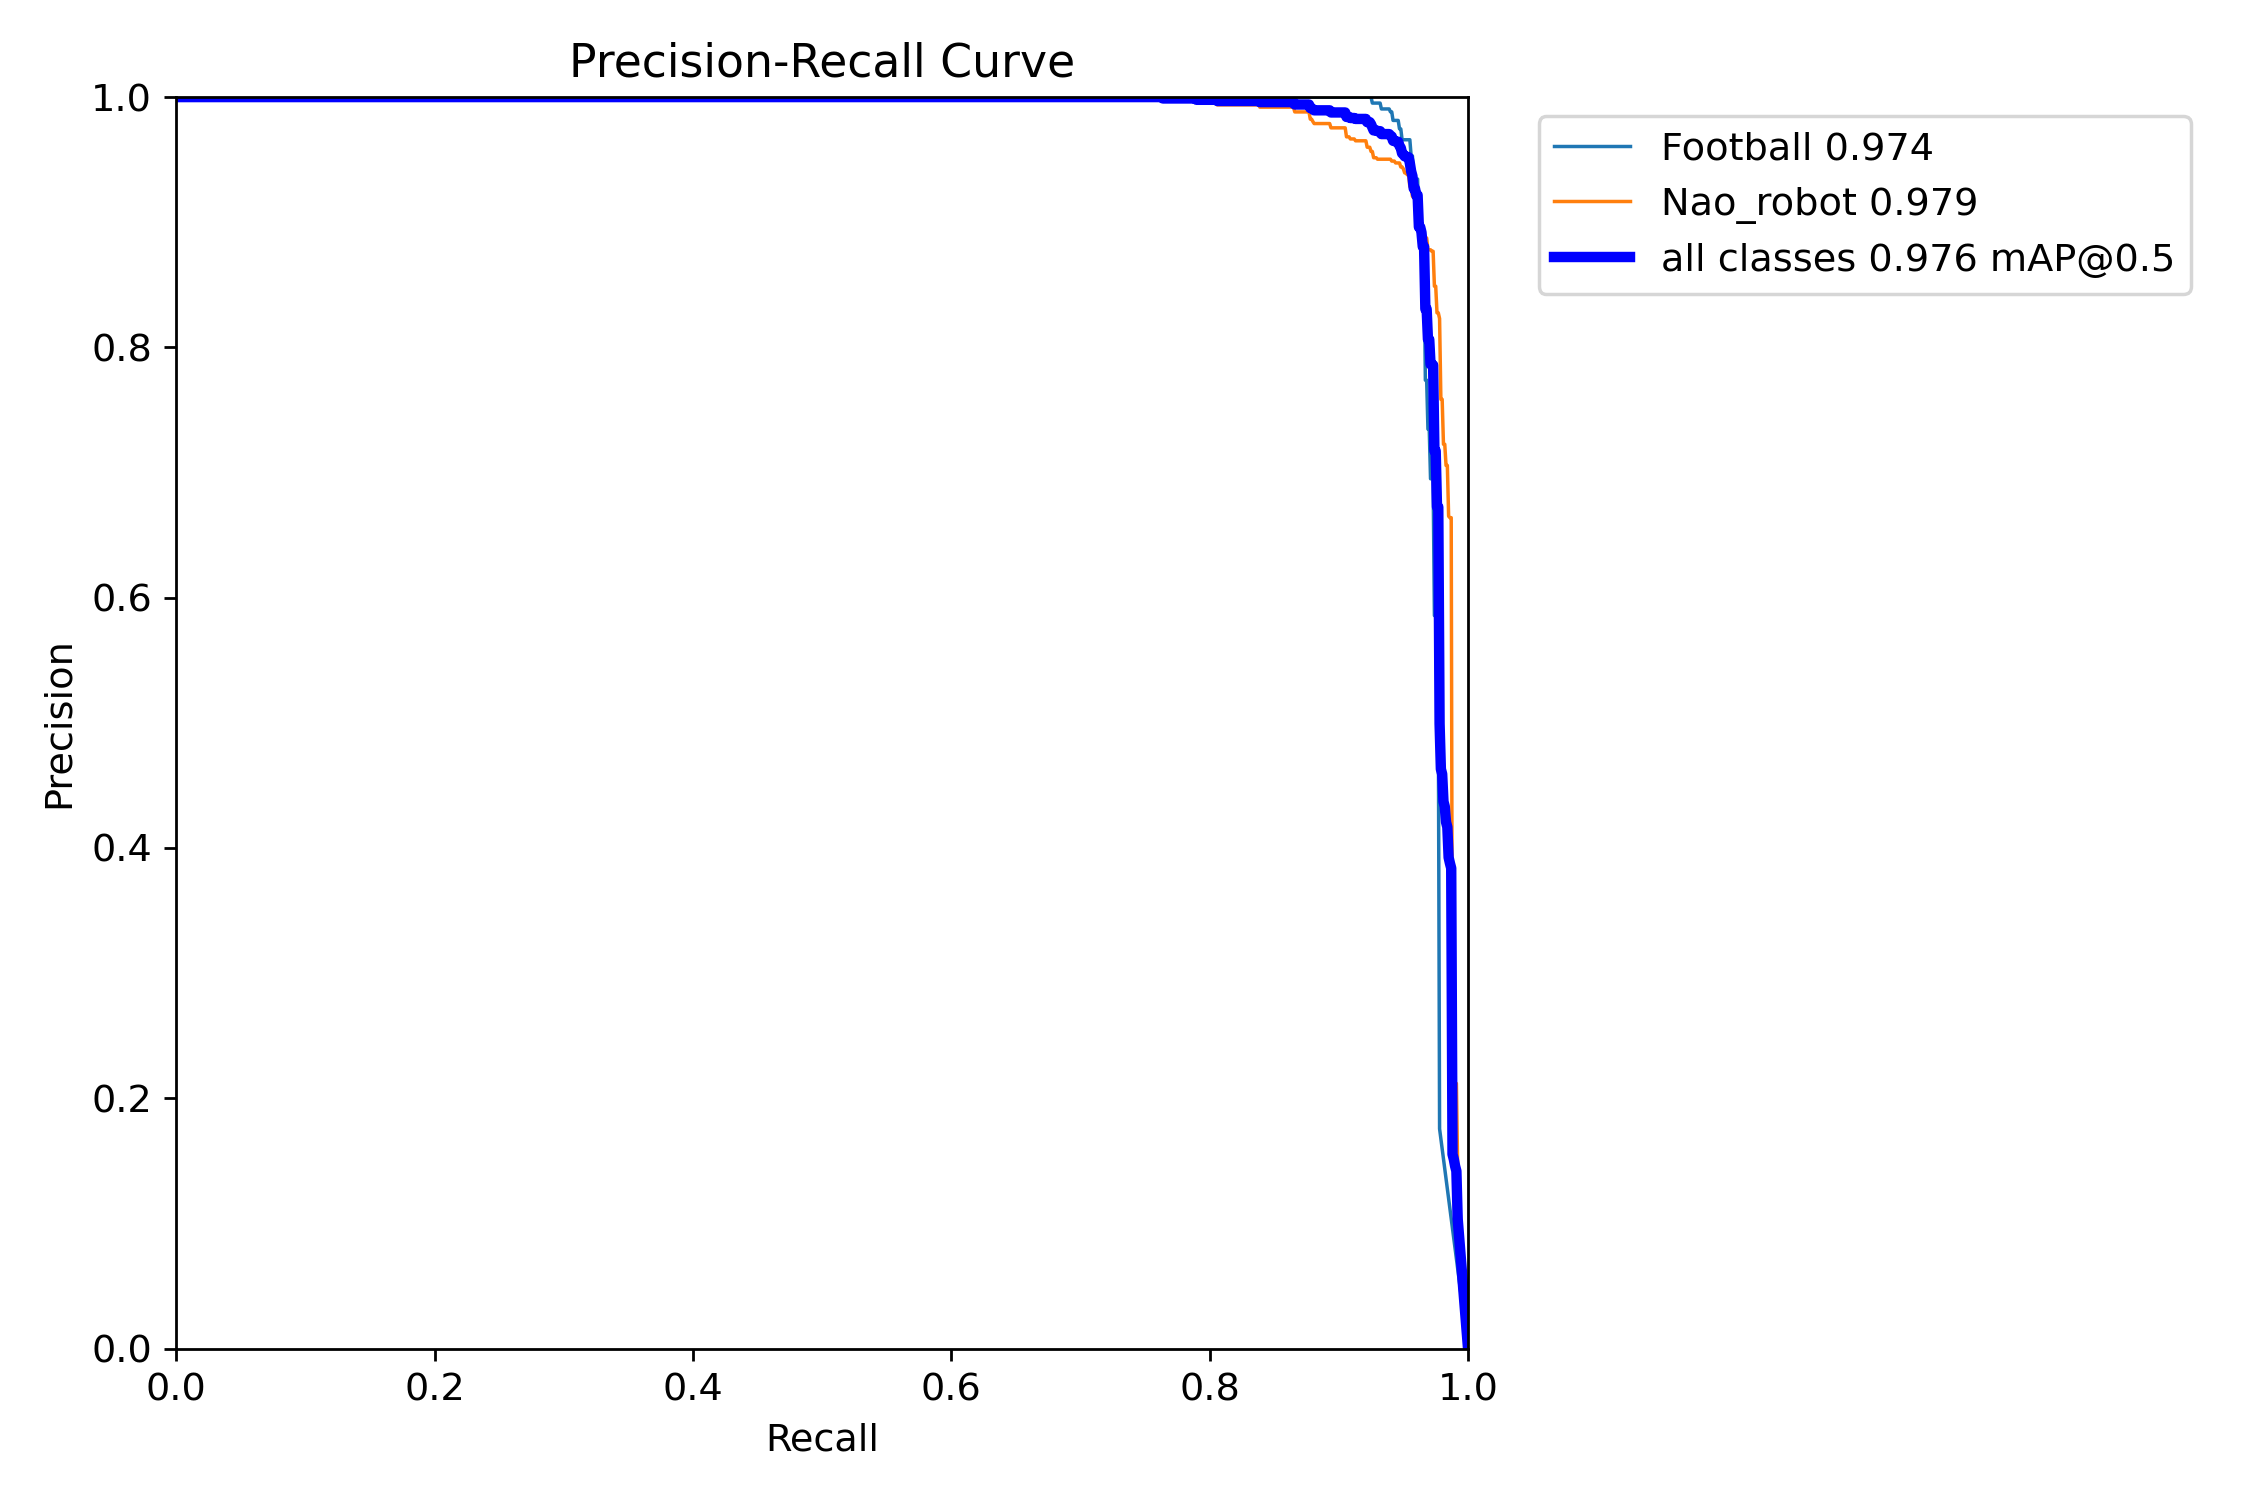 Precision-Recall Curve
1.0
0.8
0.6
0.4
0.2
0.0
Precision
0.0 0.2 0.4 0.6 0.8 1.0
Recall
Football 0.974
Nao_robot 0.979
all classes 0.976 mAP@0.5